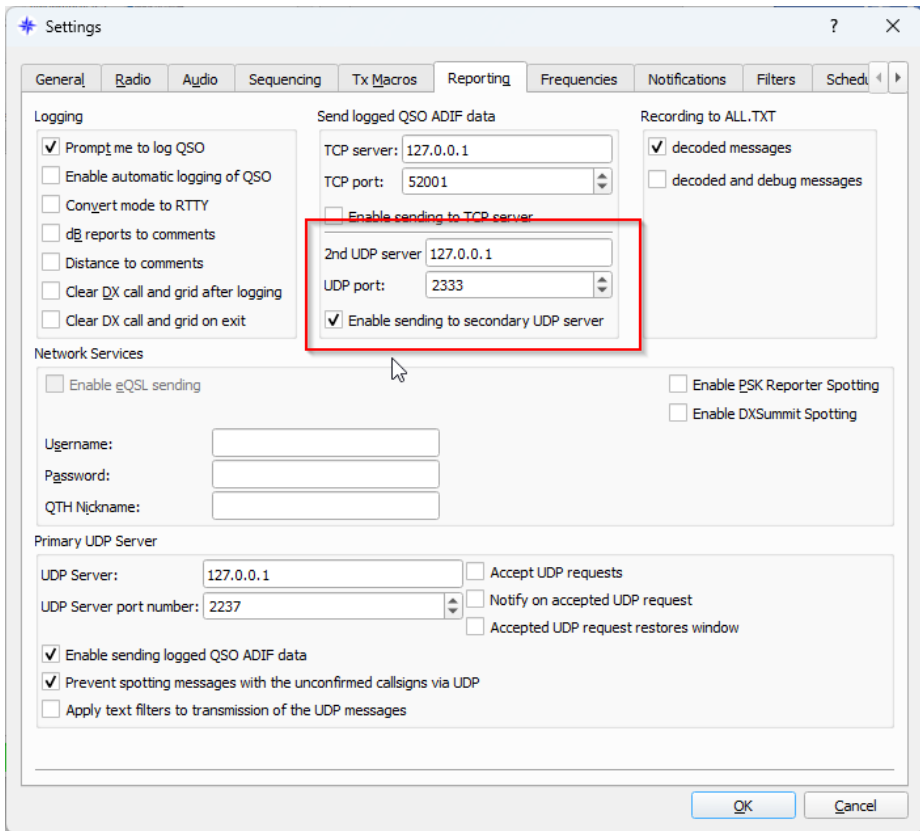 Settings
?
General Radio Audio Sequencing Tx Macros Reporting Frequencies Notifications Filters Schedu
Logging
Prompt me to log QSO
Enable automatic logging of QSO
Convert mode to RTTY
dB reports to comments
Distance to comments
Clear DX call and grid after logging
Clear DX call and grid on exit
Send logged QSO ADIF data
TCP server: 127.0.0.1
TCP port: 52001
Enable sending to TCP server
2nd UDP server 127.0.0.1
UDP port: 2333
Enable sending to secondary UDP server
Recording to ALL.TXT
decoded messages
decoded and debug messages
Network Services
Enable eQSL sending
Username:
Password:
QTH Nickname:
Enable PSK Reporter Spotting
Enable DXSummit Spotting
Primary UDP Server
UDP Server: 127.0.0.1
UDP Server port number: 2237
Accept UDP requests
Notify on accepted UDP request
Accepted UDP request restores window
Enable sending logged QSO ADIF data
Prevent spotting messages with the unconfirmed callsigns via UDP
Apply text filters to transmission of the UDP messages
OK
Cancel